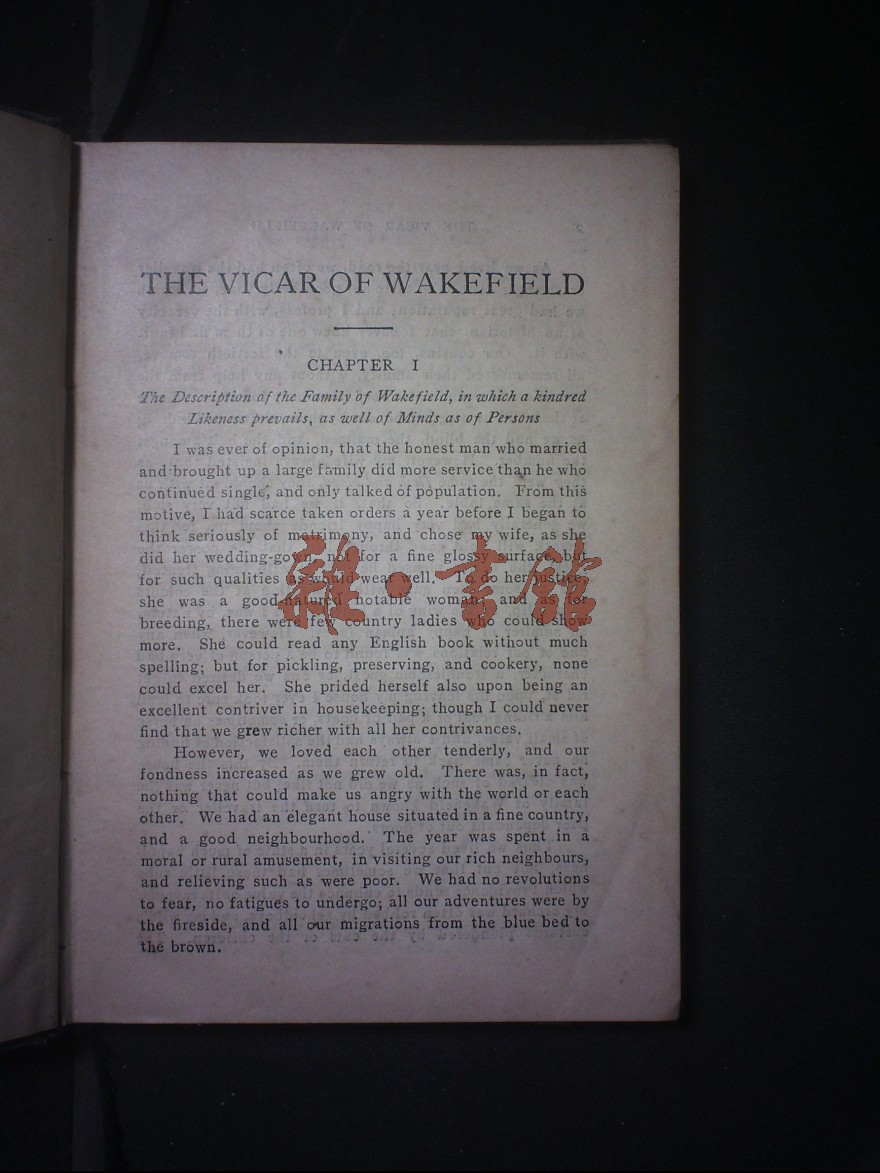 THE VICAR OF WAKEFIELD
CHAPTER I
The Description of the Family of Wakefield, in which a kindred
Likeness prevails, as well of Minds as of Persons
I was ever of opinion, that the honest man who married
and brought up a large family did more service than he who
continued single, and only talked of population. From this
motive, I had scarce taken orders a year before I began to
think seriously of matrimony, and chose my wife, as she
did her wedding-gown, not for a fine glossy surface, but
for such qualities as would wear well. To do her justice,
she was a good-natured notable woman; and as for
breeding, there were few country ladies who could show
more. She could read any English book without much
spelling; but for pickling, preserving, and cookery, none
could excel her. She prided herself also upon being an
excellent contriver in housekeeping; though I could never
find that we grew richer with all her contrivances.
However, we loved each other tenderly, and our
fondness increased as we grew old. There was, in fact,
nothing that could make us angry with the world or each
other. We had an elegant house situated in a fine country,
and a good neighbourhood. The year was spent in a
moral or rural amusement, in visiting our rich neighbours,
and relieving such as were poor. We had no revolutions
to fear, no fatigues to undergo; all our adventures were by
the fireside, and all our migrations from the blue bed to
the brown.
雜·書館